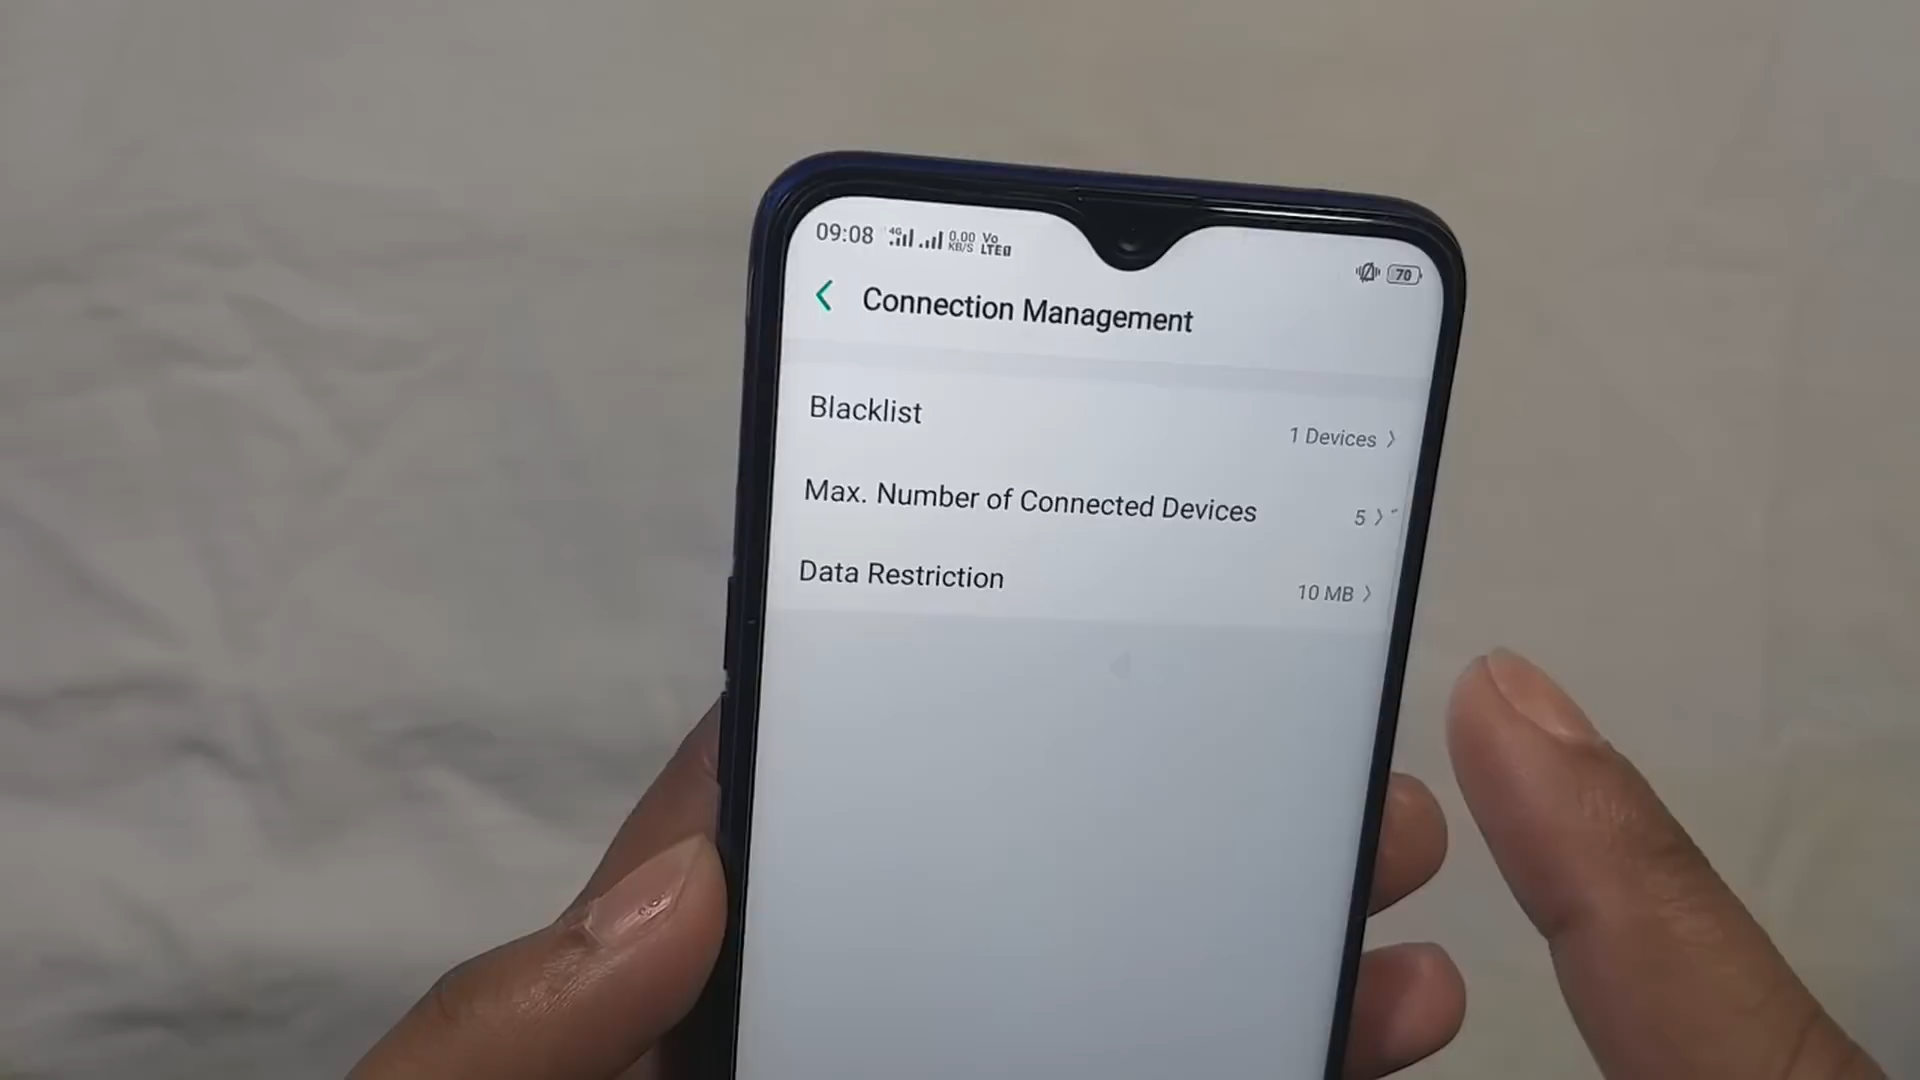 09:08 4G 0.00 KB/S Vo LTE 70
Connection Management
Blacklist 1 Devices
Max. Number of Connected Devices 5
Data Restriction 10 MB